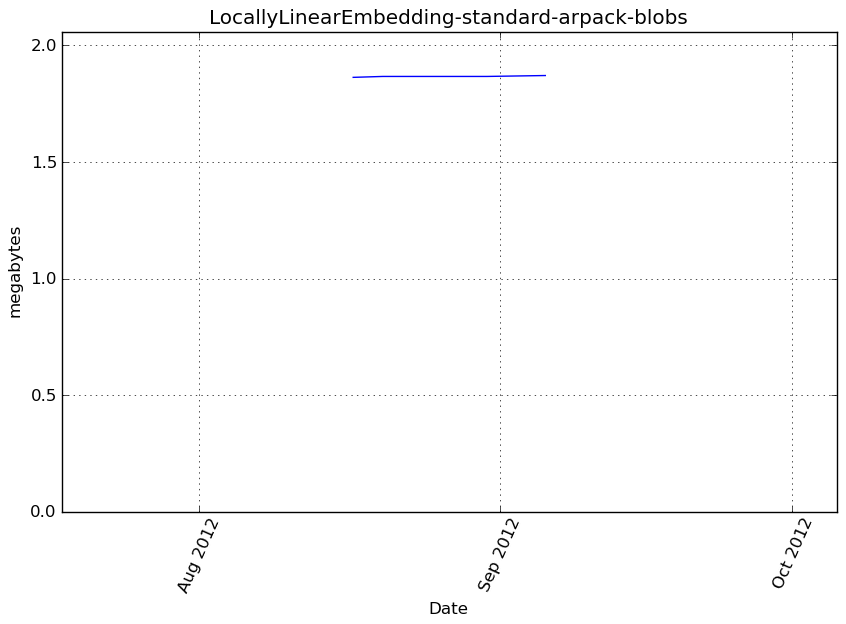 LocallyLinearEmbedding-standard-arpack-blobs
2.0
1.5
1.0
0.5
0.0
megabytes
Aug 2012
Sep 2012
Oct 2012
Date